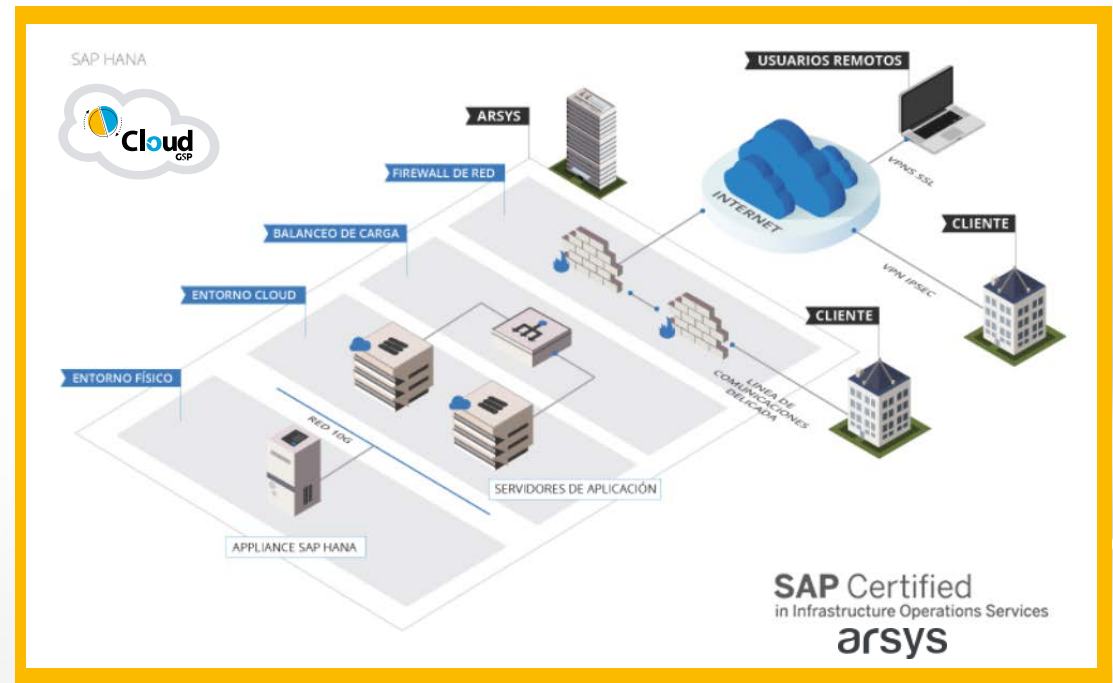 SAP HANA
Cloud
GSP
USUARIOS REMOTOS
ARSYS
FIREWALL DE RED
VPNS SSL
INTERNET
BALANCEO DE CARGA
CLIENTE
VPN IPSEC
ENTORNO CLOUD
CLIENTE
ENTORNO FÍSICO
LINEA DE
COMUNICACIONES
DELICADA
RED 10G
SERVIDORES DE APLICACIÓN
APPLIANCE SAP HANA
SAP Certified
in Infrastructure Operations Services
arsys